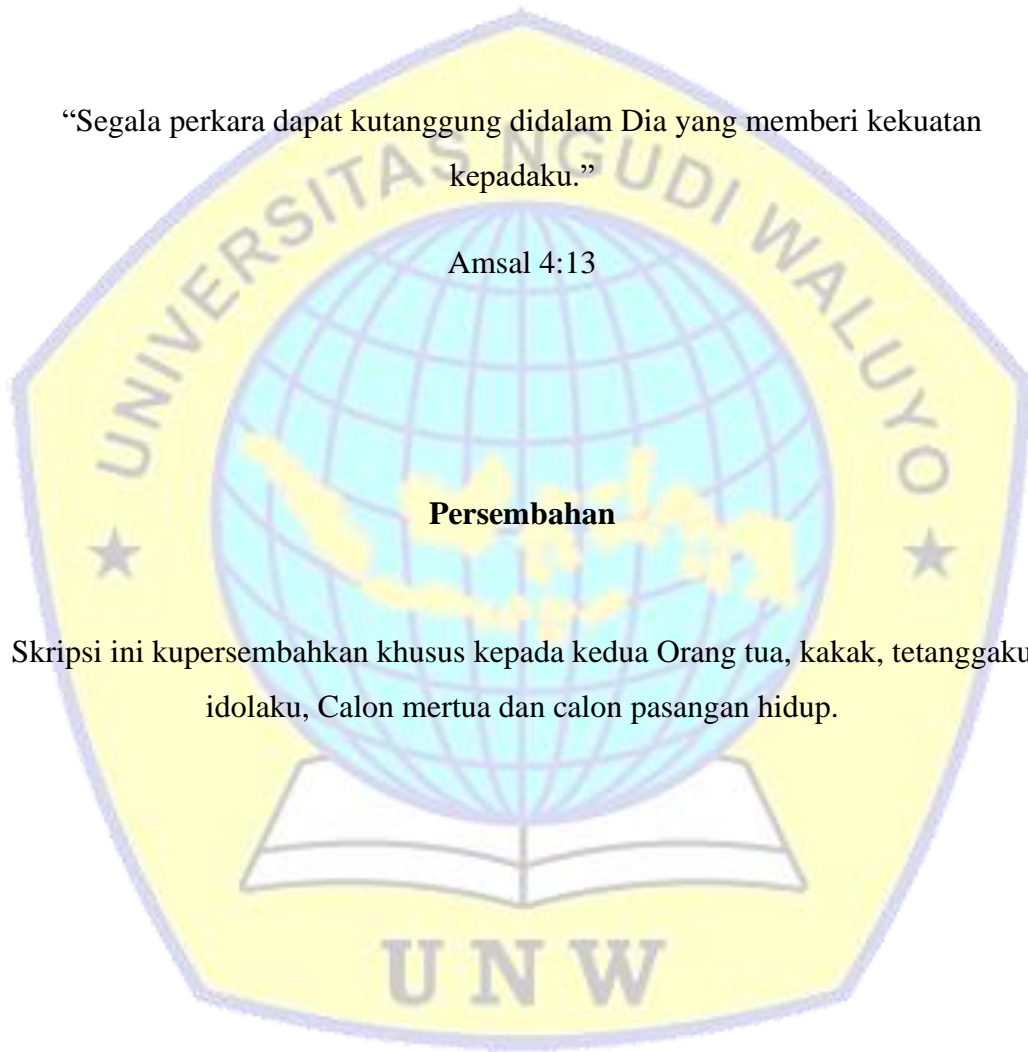 “Segala perkara dapat kutanggung didalam Dia yang memberi kekuatan
kepadaku.”
UNIVERSITAS NGUDI WALUYO
Amsal 4:13
Persembahan
Skripsi ini kupersembahkan khusus kepada kedua Orang tua, kakak, tetanggaku
idolaku, Calon mertua dan calon pasangan hidup.
UNW